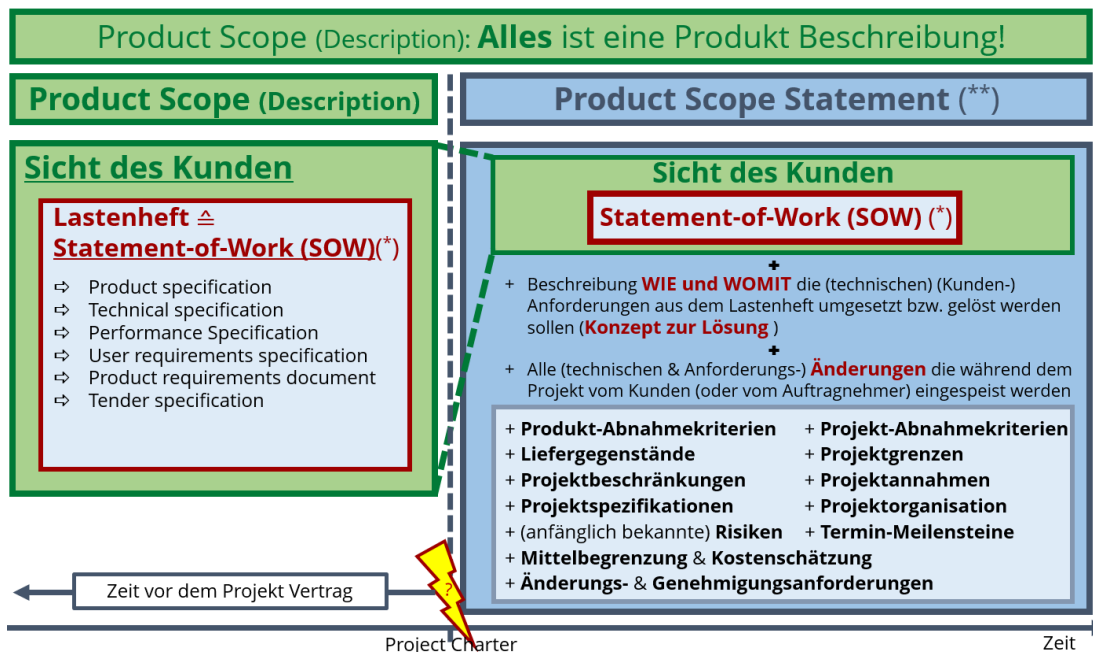 Product Scope (Description): Alles ist eine Produkt Beschreibung!
Product Scope (Description)
Sicht des Kunden
Lastenheft ≙
Statement-of-Work (SOW)(*)
⇨ Product specification
⇨ Technical specification
⇨ Performance Specification
⇨ User requirements specification
⇨ Product requirements document
⇨ Tender specification
Product Scope Statement (**)
Sicht des Kunden
Statement-of-Work (SOW) (*)
+
+ Beschreibung WIE und WOMIT die (technischen) (Kunden-)
Anforderungen aus dem Lastenheft umgesetzt bzw. gelöst werden
sollen (Konzept zur Lösung )
+
+ Alle (technischen & Anforderungs-) Änderungen die während dem
Projekt vom Kunden (oder vom Auftragnehmer) eingespeist werden
+ Produkt-Abnahmekriterien + Projekt-Abnahmekriterien
+ Liefergegenstände + Projektgrenzen
+ Projektbeschränkungen + Projektannahmen
+ Projektspezifikationen + Projektorganisation
+ (anfänglich bekannte) Risiken + Termin-Meilensteine
+ Mittelbegrenzung & Kostenschätzung
+ Änderungs- & Genehmigungsanforderungen
Zeit vor dem Projekt Vertrag
?
Project Charter
Zeit